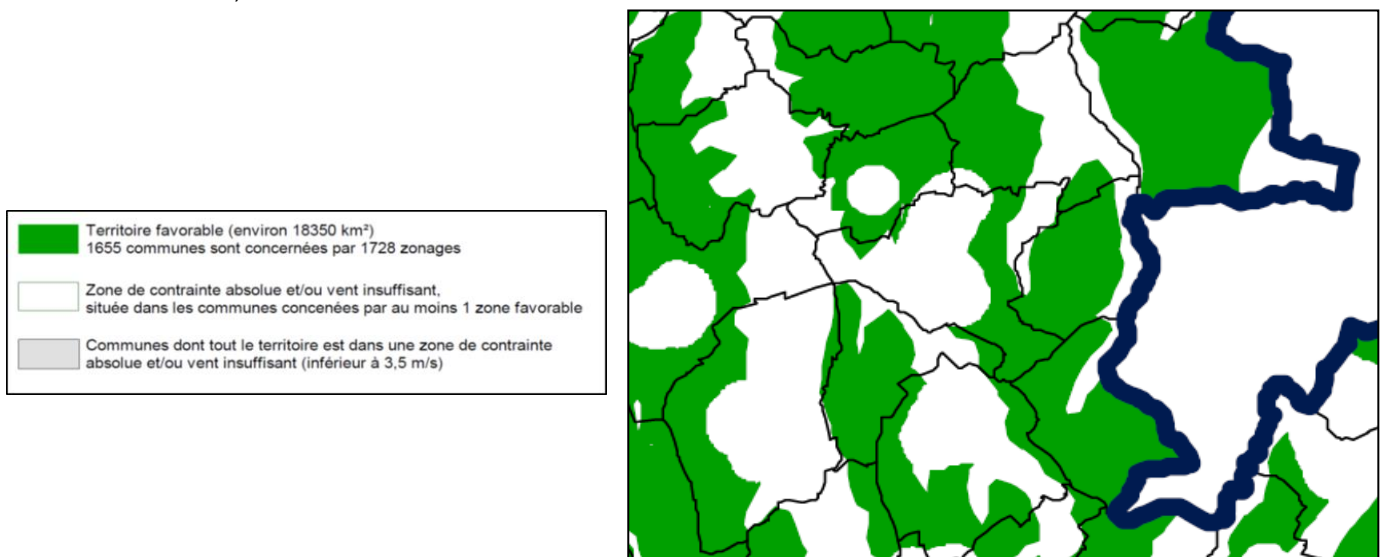 Territoire favorable (environ 18350 km²)
1655 communes sont concernées par 1728 zonages
Zone de contrainte absolue et/ou vent insuffisant,
située dans les communes concenées par au moins 1 zone favorable
Communes dont tout le territoire est dans une zone de contrainte
absolue et/ou vent insuffisant (inférieur à 3,5 m/s)